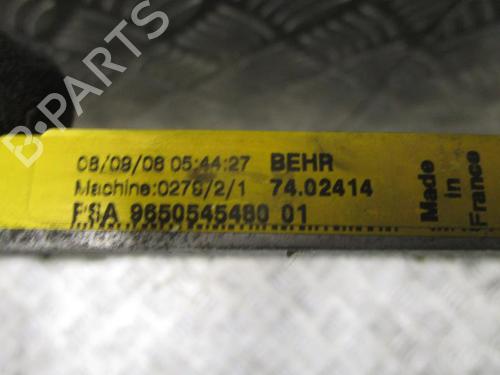 08/09/08 05:44:27 BEHR
Machine:0279/2/1 74.02414
PSA 9650545480 01
Made
in
France
B-PARTS